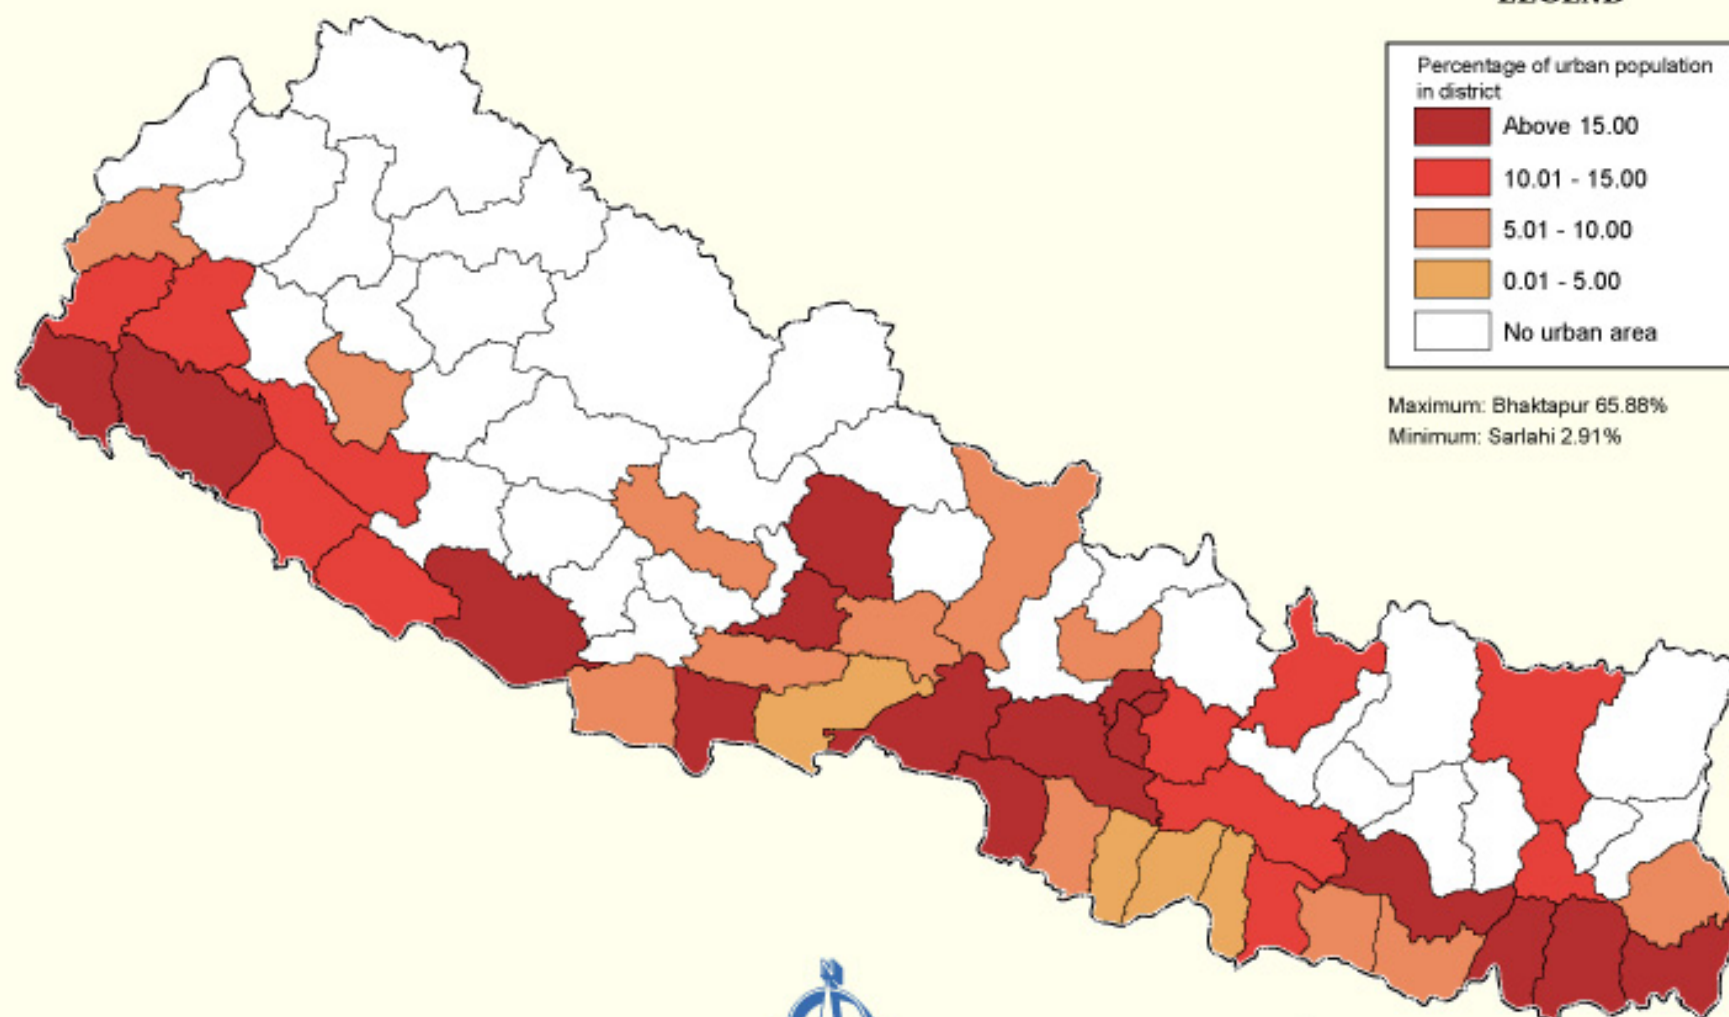 LEGEND
Percentage of urban population
in district
Above 15.00
10.01 - 15.00
5.01 - 10.00
0.01 - 5.00
No urban area
Maximum: Bhaktapur 65.88%
Minimum: Sarlahi 2.91%
N